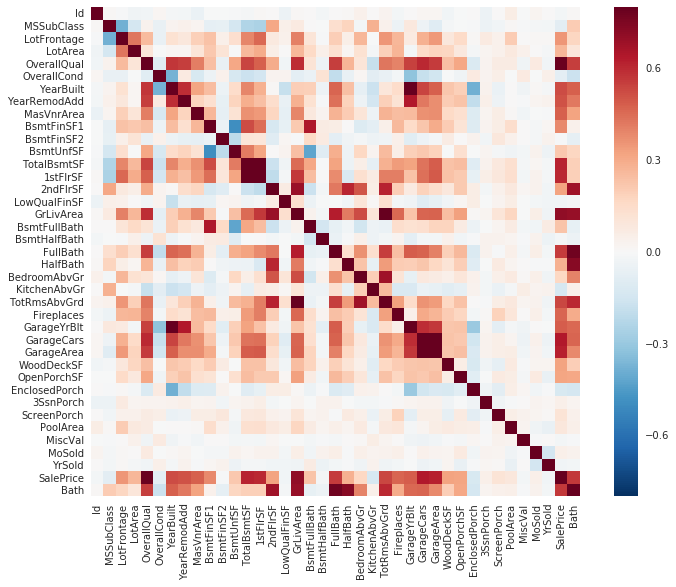 Id
MSSubClass
LotFrontage
LotArea
OverallQual
OverallCond
YearBuilt
YearRemodAdd
MasVnrArea
BsmtFinSF1
BsmtFinSF2
BsmtUnfSF
TotalBsmtSF
1stFlrSF
2ndFlrSF
LowQualFinSF
GrLivArea
BsmtFullBath
BsmtHalfBath
FullBath
HalfBath
BedroomAbvGr
KitchenAbvGr
TotRmsAbvGrd
Fireplaces
GarageYrBlt
GarageCars
GarageArea
WoodDeckSF
OpenPorchSF
EnclosedPorch
3SsnPorch
ScreenPorch
PoolArea
MiscVal
MoSold
YrSold
SalePrice
Bath
Id
MSSubClass
LotFrontage
LotArea
OverallQual
OverallCond
YearBuilt
YearRemodAdd
MasVnrArea
BsmtFinSF1
BsmtFinSF2
BsmtUnfSF
TotalBsmtSF
1stFlrSF
2ndFlrSF
LowQualFinSF
GrLivArea
BsmtFullBath
BsmtHalfBath
FullBath
HalfBath
BedroomAbvGr
KitchenAbvGr
TotRmsAbvGrd
Fireplaces
GarageYrBlt
GarageCars
GarageArea
WoodDeckSF
OpenPorchSF
EnclosedPorch
3SsnPorch
ScreenPorch
PoolArea
MiscVal
MoSold
YrSold
SalePrice
Bath
0.6
0.3
0.0
−0.3
−0.6